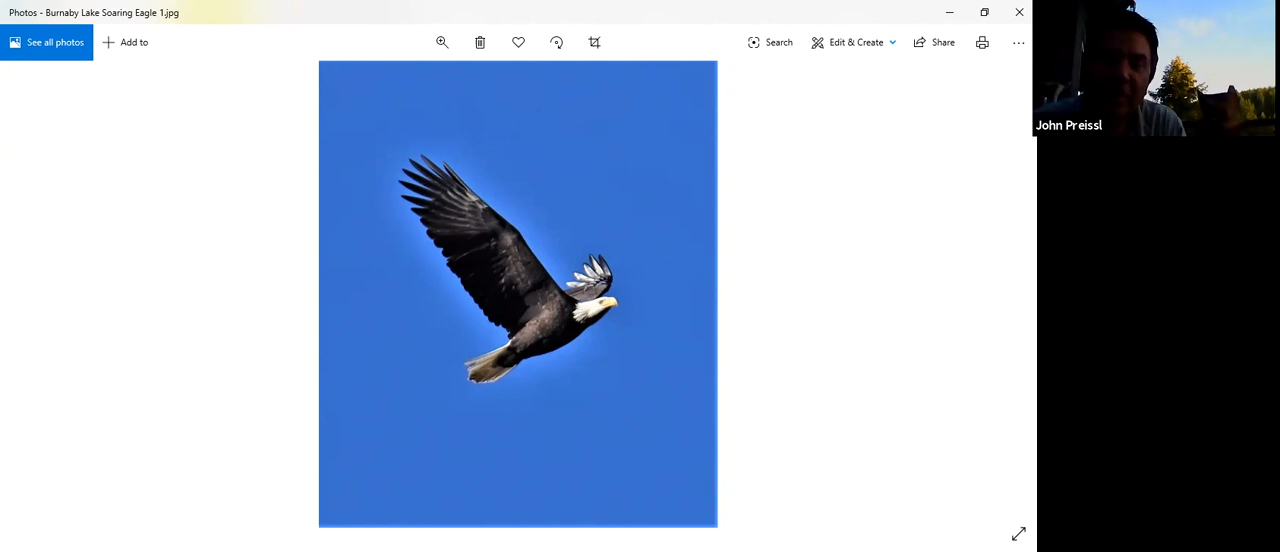 Photos - Burnaby Lake Soaring Eagle 1.jpg
See all photos
Add to
Search
Edit & Create
Share
John Preissl